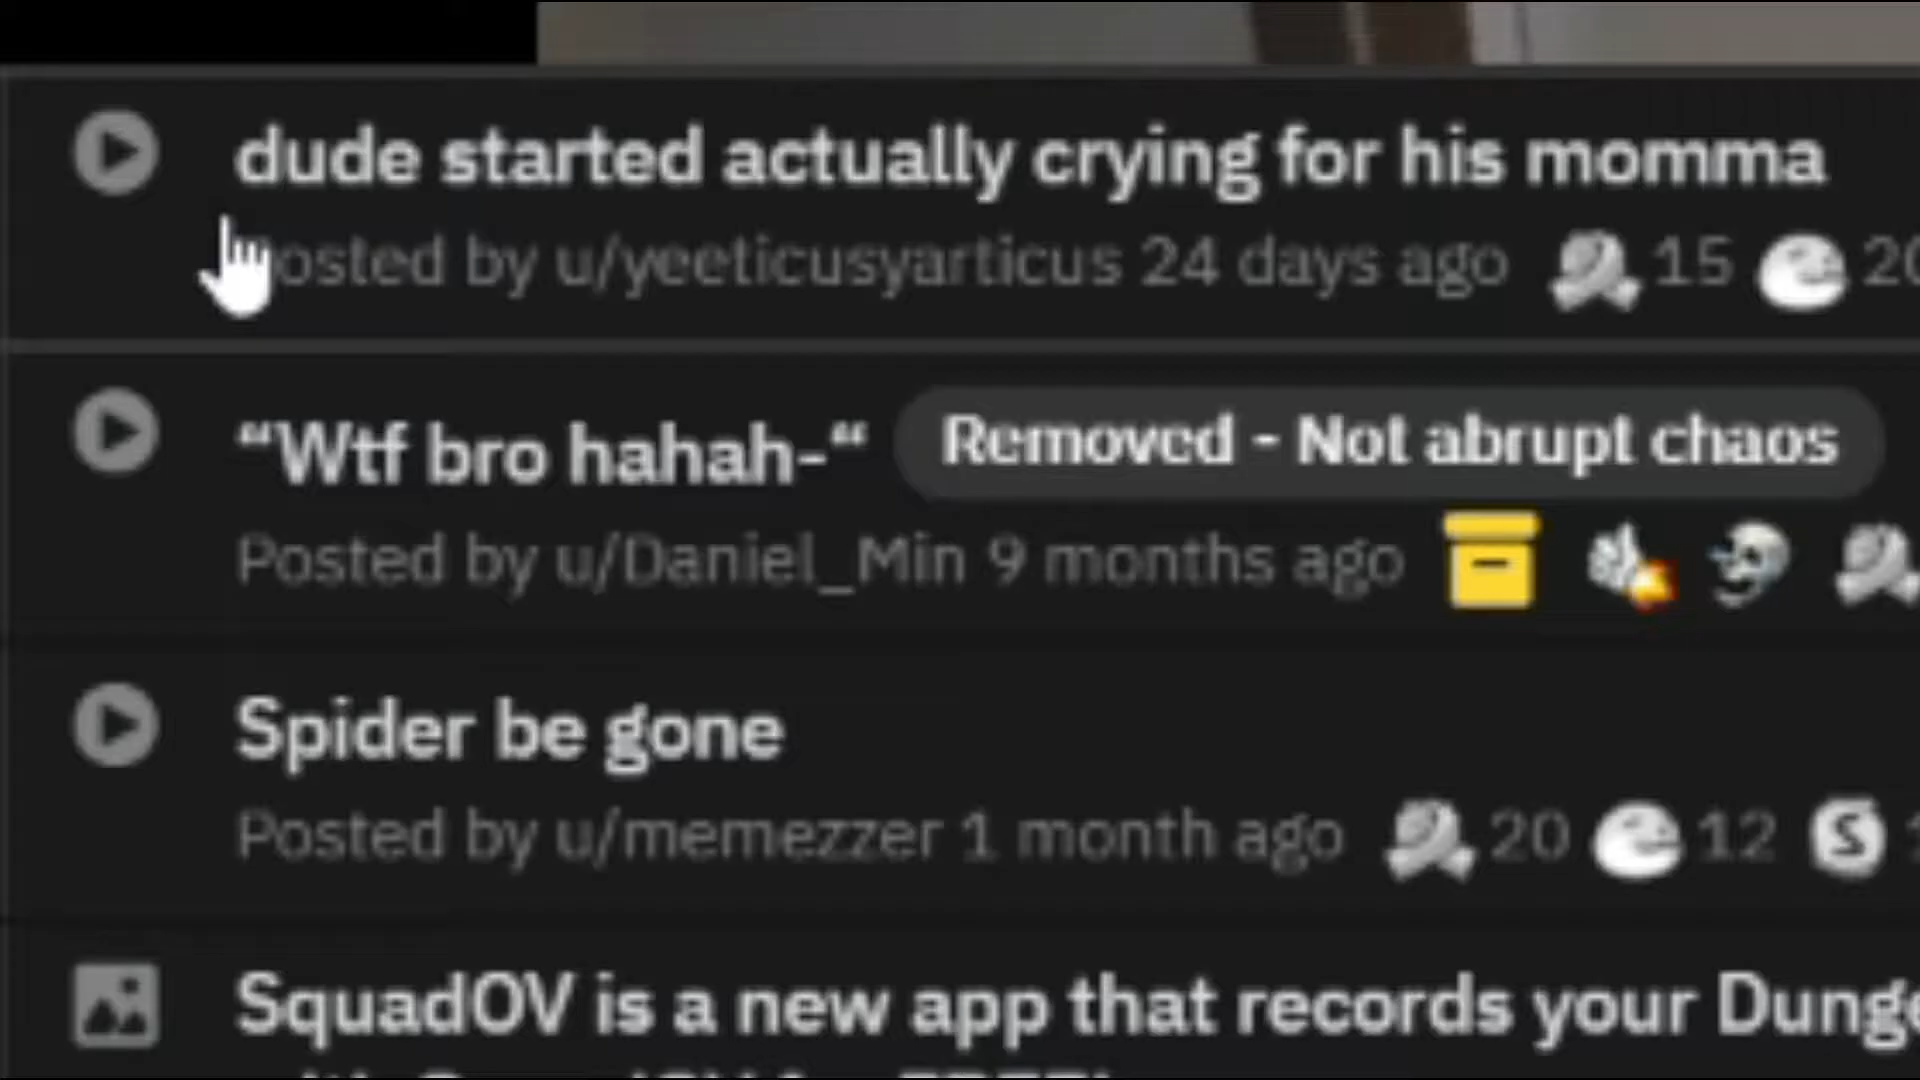 dude started actually crying for his momma
osted by u/yeeticusyarticus 24 days ago 15 20
“Wtf bro hahah-“ Removed - Not abrupt chaos
Posted by u/Daniel_Min 9 months ago
Spider be gone
Posted by u/memezzer 1 month ago 20 12 S
SquadOV is a new app that records your Dunge